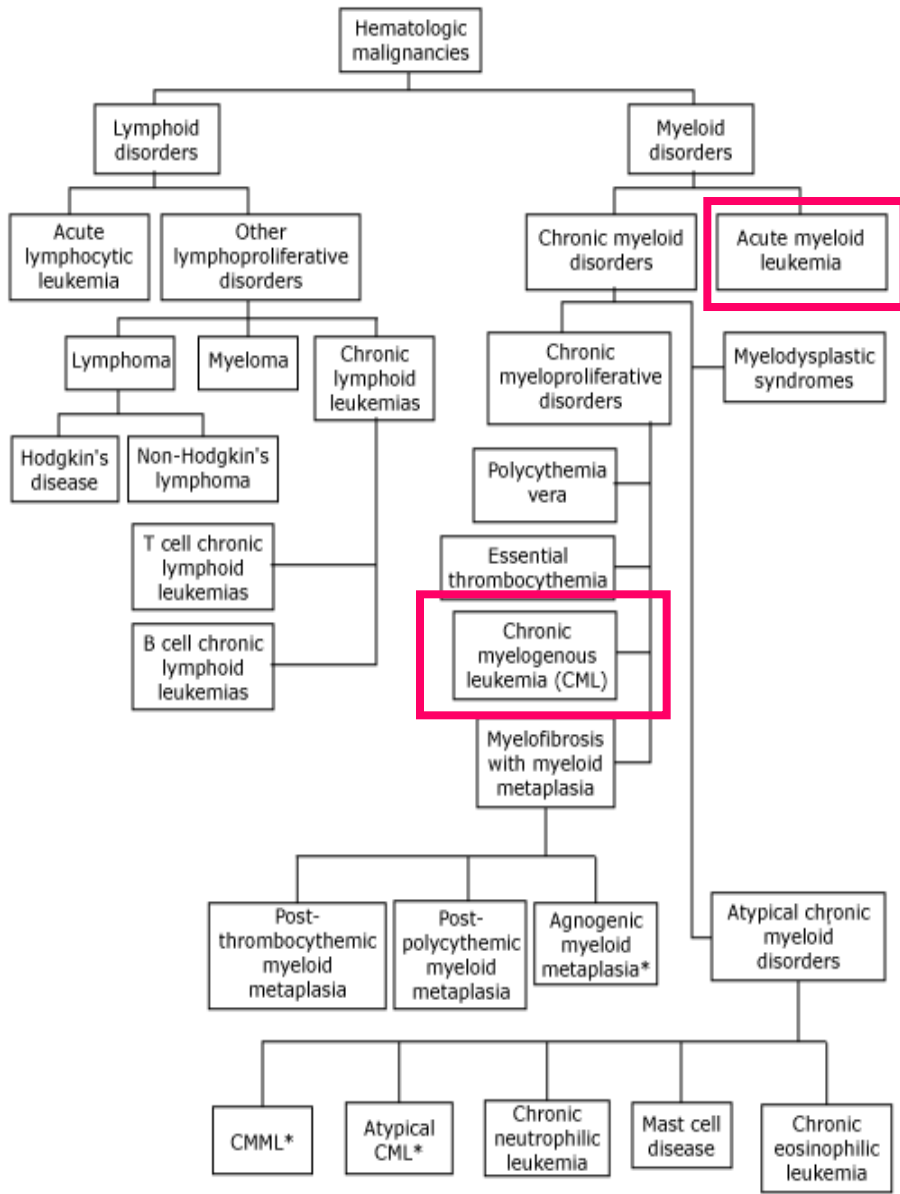 Hematologic
malignancies
Lymphoid
disorders
Myeloid
disorders
Acute
lymphocytic
leukemia
Other
lymphoproliferative
disorders
Chronic myeloid
disorders
Acute myeloid
leukemia
Lymphoma
Myeloma
Chronic
lymphoid
leukemias
Chronic
myeloproliferative
disorders
Myelodysplastic
syndromes
Hodgkin's
disease
Non-Hodgkin's
lymphoma
Polycythemia
vera
T cell chronic
lymphoid
leukemias
Essential
thrombocythemia
B cell chronic
lymphoid
leukemias
Chronic
myelogenous
leukemia (CML)
Myelofibrosis
with myeloid
metaplasia
Post-
thrombocythemic
myeloid
metaplasia
Post-
polycythemic
myeloid
metaplasia
Agnogenic
myeloid
metaplasia*
Atypical chronic
myeloid
disorders
CMML*
Atypical
CML*
Chronic
neutrophilic
leukemia
Mast cell
disease
Chronic
eosinophilic
leukemia